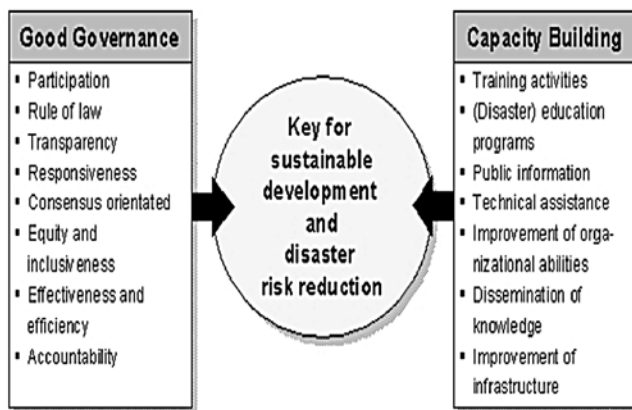 Good Governance
▪ Participation
▪ Rule of law
▪ Transparency
▪ Responsiveness
▪ Consensus orientated
▪ Equity and
inclusiveness
▪ Effectiveness and
efficiency
▪ Accountability
Key for
sustainable
development
and
disaster
risk reduction
Capacity Building
▪ Training activities
▪ (Disaster) education
programs
▪ Public information
▪ Technical assistance
▪ Improvement of orga-
nizational abilities
▪ Dissemination of
knowledge
▪ Improvement of
infrastructure